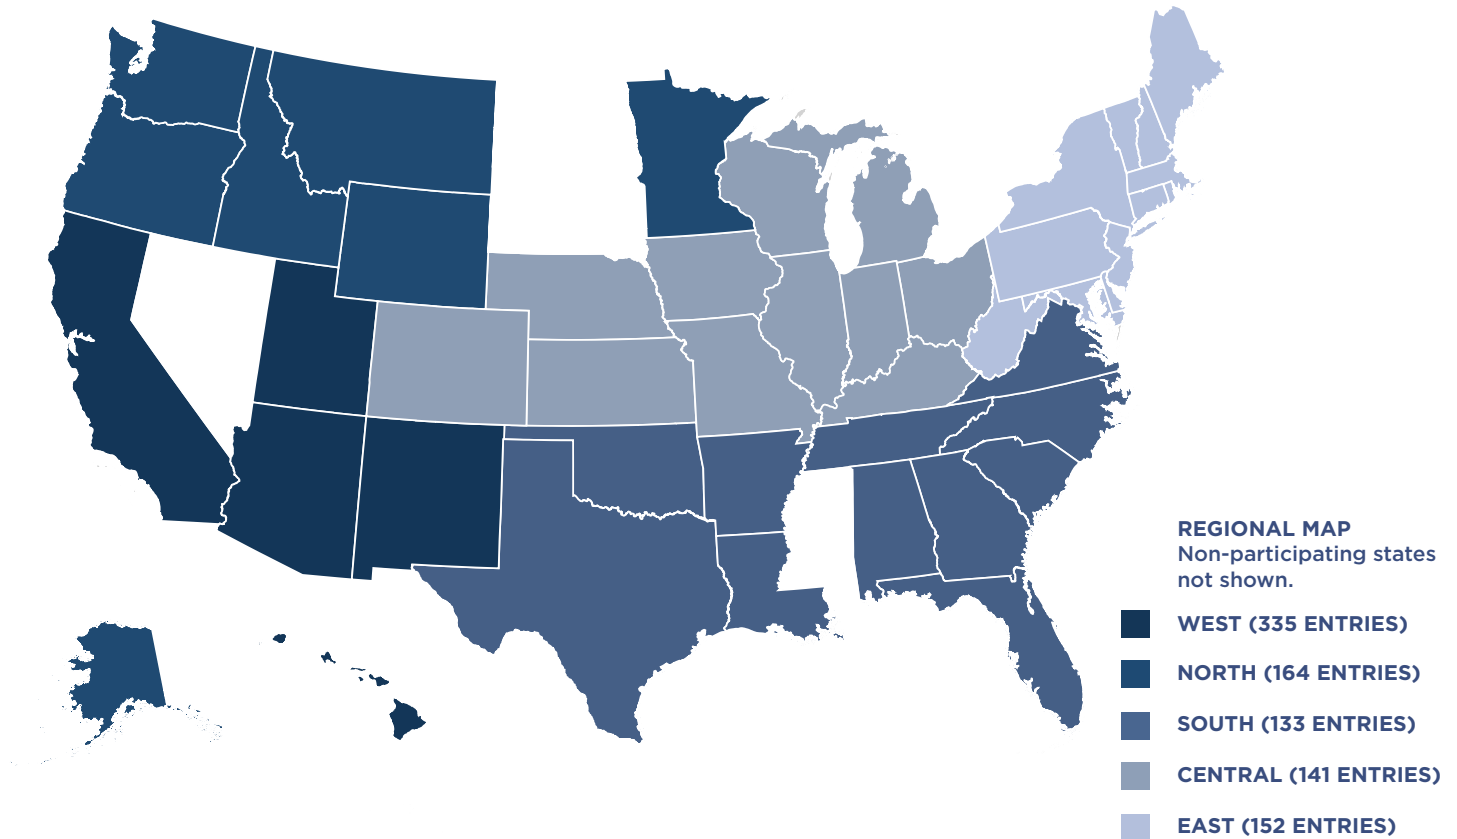 REGIONAL MAP
Non-participating states
not shown.
WEST (335 ENTRIES)
NORTH (164 ENTRIES)
SOUTH (133 ENTRIES)
CENTRAL (141 ENTRIES)
EAST (152 ENTRIES)